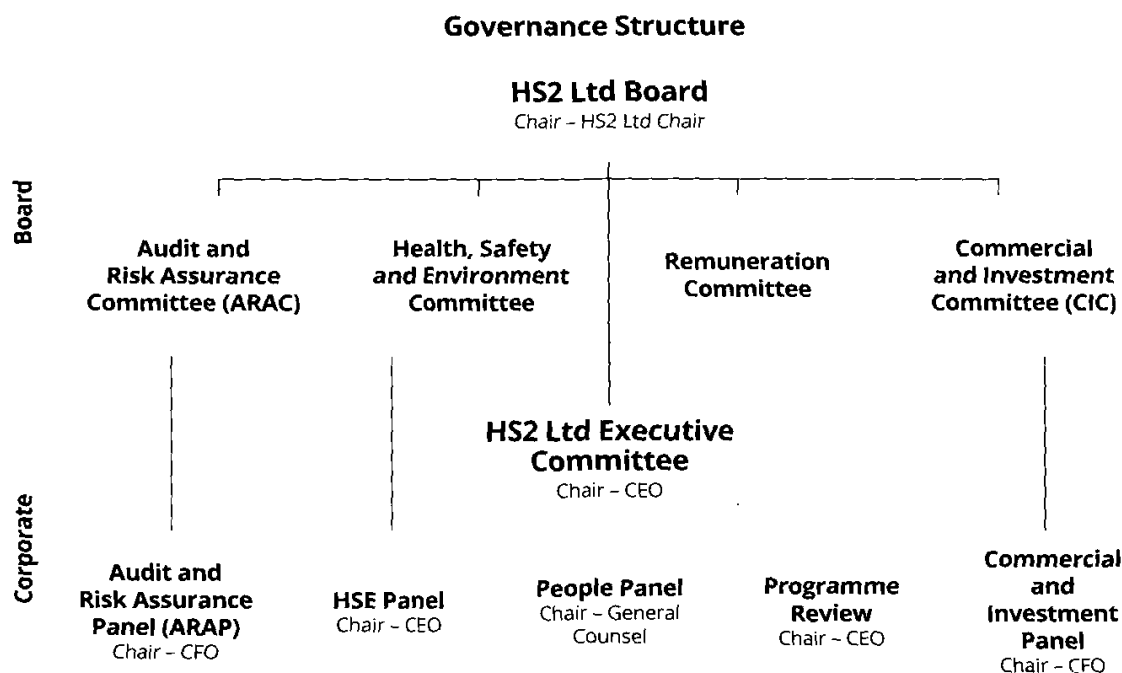 Governance Structure
HS2 Ltd Board
Chair – HS2 Ltd Chair
Board
Audit and
Risk Assurance
Committee (ARAC)
Health, Safety
and Environment
Committee
Remuneration
Committee
Commercial
and Investment
Committee (CIC)
HS2 Ltd Executive
Committee
Chair – CEO
Corporate
Audit and
Risk Assurance
Panel (ARAP)
Chair – CFO
HSE Panel
Chair – CEO
People Panel
Chair – General
Counsel
Programme
Review
Chair – CEO
Commercial
and
Investment
Panel
Chair – CFO